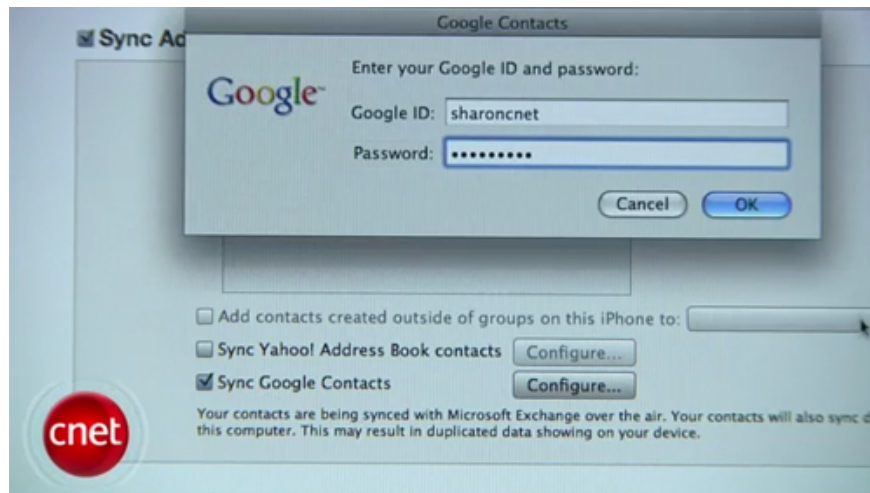 Google Contacts
Sync Ad
Enter your Google ID and password:
Google™
Google ID: sharoncnet
Password: •••••••••
Cancel OK
Add contacts created outside of groups on this iPhone to:
Sync Yahoo! Address Book contacts Configure...
Sync Google Contacts Configure...
Your contacts are being synced with Microsoft Exchange over the air. Your contacts will also sync d
this computer. This may result in duplicated data showing on your device.
cnet